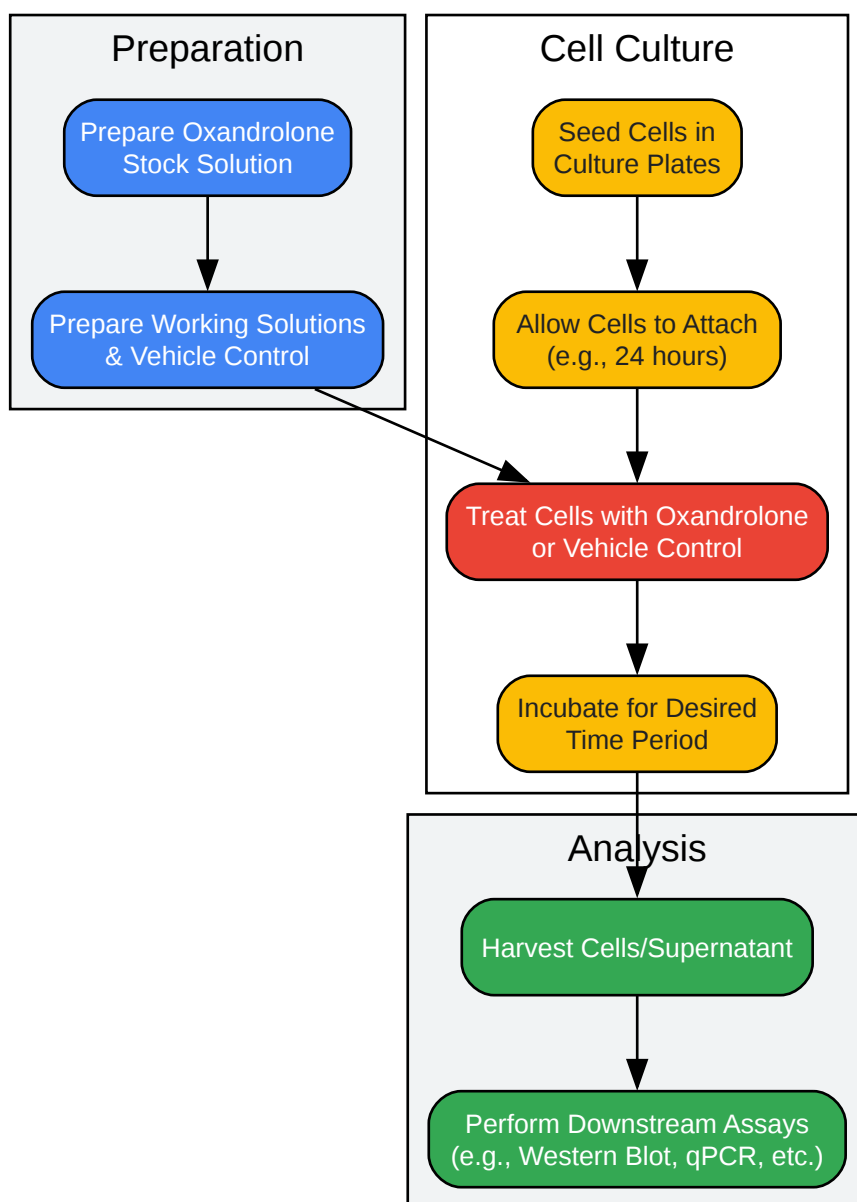 Preparation
Prepare Oxandrolone
Stock Solution
Prepare Working Solutions
& Vehicle Control
Cell Culture
Seed Cells in
Culture Plates
Allow Cells to Attach
(e.g., 24 hours)
Treat Cells with Oxandrolone
or Vehicle Control
Incubate for Desired
Time Period
Analysis
Harvest Cells/Supernatant
Perform Downstream Assays
(e.g., Western Blot, qPCR, etc.)